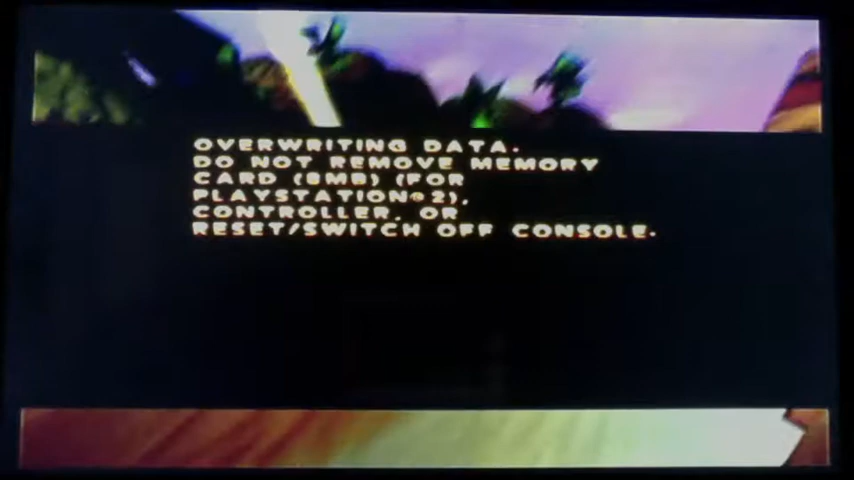 OVERWRITING DATA.
DO NOT REMOVE MEMORY
CARD (8MB) (FOR
PLAYSTATION®2),
CONTROLLER, OR
RESET/SWITCH OFF CONSOLE.